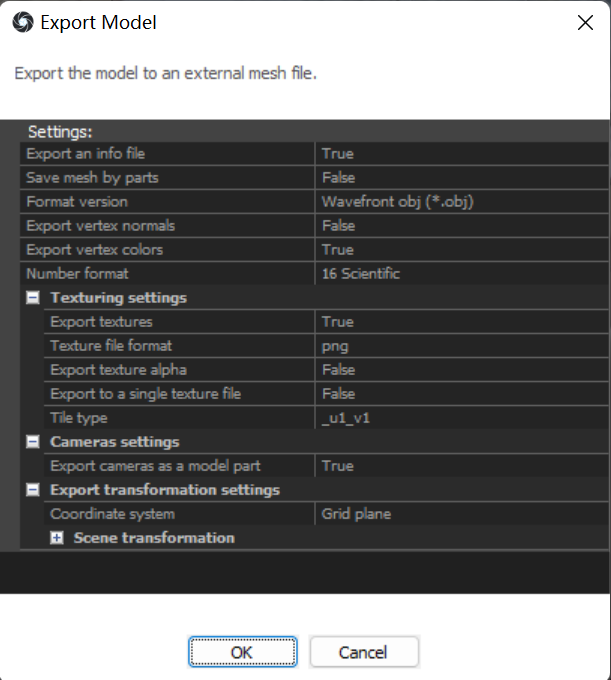 Export Model
Export the model to an external mesh file.
Settings:
Export an info file True
Save mesh by parts False
Format version Wavefront obj (*.obj)
Export vertex normals False
Export vertex colors True
Number format 16 Scientific
Texturing settings
Export textures True
Texture file format png
Export texture alpha False
Export to a single texture file False
Tile type _u1_v1
Cameras settings
Export cameras as a model part True
Export transformation settings
Coordinate system Grid plane
Scene transformation
OK Cancel